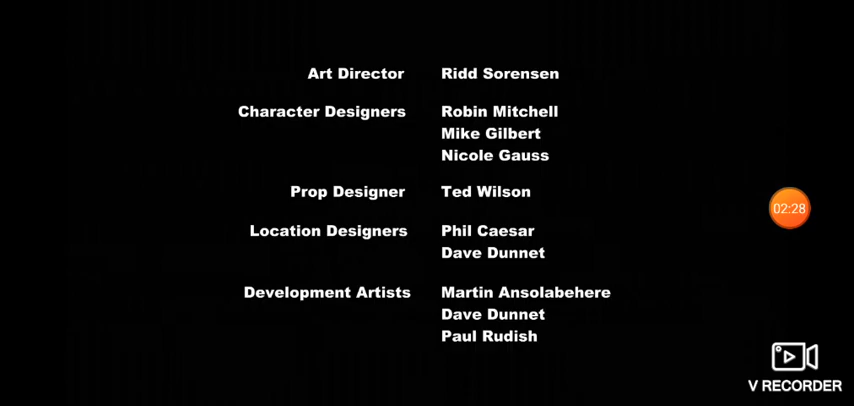 Art Director Ridd Sorensen
Character Designers Robin Mitchell
Mike Gilbert
Nicole Gauss
Prop Designer Ted Wilson
Location Designers Phil Caesar
Dave Dunnet
Development Artists Martin Ansolabehere
Dave Dunnet
Paul Rudish
02:28
V RECORDER